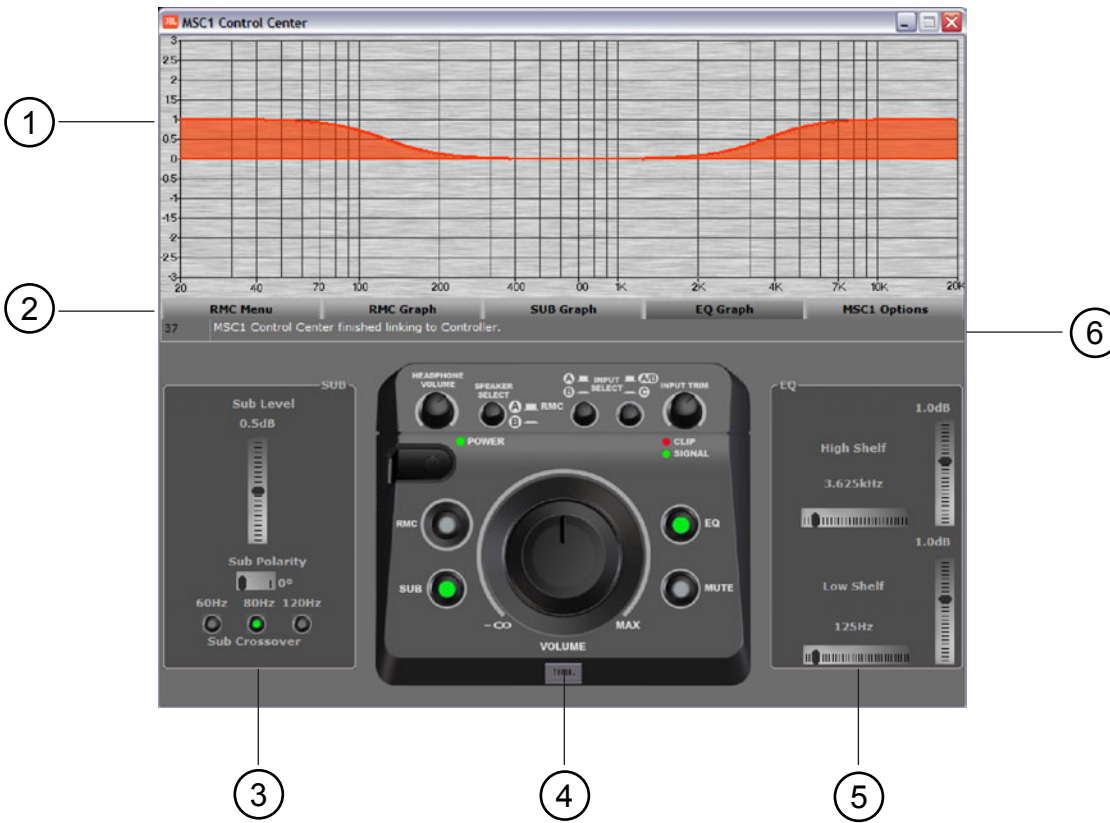 JBL MSC1 Control Center
3
2.5
2
1.5
1
0.5
0
-0.5
-1
-1.5
-2
-2.5
-3
20 40 70 100 200 400 00 1K 2K 4K 7K 10K 20K
RMC Menu RMC Graph SUB Graph EQ Graph MSC1 Options
37 MSC1 Control Center finished linking to Controller.
1
2
6
SUB
Sub Level
0.5dB
Sub Polarity
0°
60Hz 80Hz 120Hz
Sub Crossover
HEADPHONE
VOLUME
SPEAKER
SELECT
A RMC
B
A INPUT A/B
B SELECT C
INPUT TRIM
POWER
CLIP
SIGNAL
RMC
EQ
SUB
MUTE
-∞ MAX
VOLUME
EQ
1.0dB
High Shelf
3.625kHz
1.0dB
Low Shelf
125Hz
3
4
5